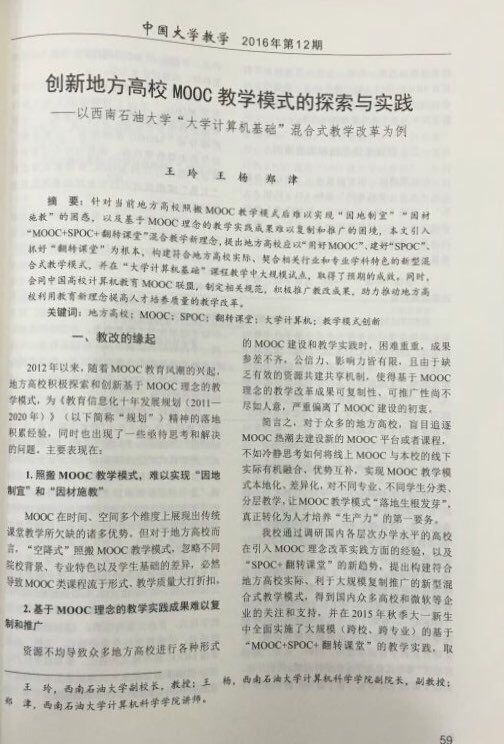 中国大学教学 2016年第12期
创新地方高校 MOOC 教学模式的探索与实践
——以西南石油大学“大学计算机基础”混合式教学改革为例
王 玲 王 杨 郑 津
摘 要：针对当前地方高校照搬MOOC教学模式后难以实现“因地制宜”“因材
施教”的困惑，以及基于 MOOC 理念的教学实践成果难以复制和推广的困境，本文引入
“MOOC+SPOC+翻转课堂”混合教学新理念，提出地方高校应以“用好MOOC”、建好“SPOC”、
抓好“翻转课堂”为根本，构建符合地方高校实际、契合相关行业和专业学科特色的新型混
合式教学模式，并在“大学计算机基础”课程教学中大规模试点，取得了预期的成效。同时，
会同中国高校计算机教育 MOOC 联盟，制定相关规范，积极推广教改成果，助力推动地方高
校利用教育新理念提高人才培养质量的教学改革。
关键词：地方高校；MOOC；SPOC；翻转课堂；大学计算机；教学模式创新
一、教改的缘起
2012年以来，随着 MOOC 教育风潮的兴起，
地方高校积极探索和创新基于 MOOC 理念的教
学模式，为《教育信息化十年发展规划（2011—
2020 年）》（以下简称“规划”）精神的落地
积累经验，同时也出现了一些亟待思考和解决
的问题。主要表现在：
1. 照搬 MOOC 教学模式，难以实现“因地
制宜”和“因材施教”
MOOC 在时间、空间多个维度上展现出传统
课堂教学所欠缺的诸多优势。但对于地方高校而
言，“空降式”照搬 MOOC 教学模式，忽略不同
院校背景、专业特色以及学生基础的差异，必然
导致MOOC类课程流于形式、教学质量大打折扣。
2. 基于 MOOC 理念的教学实践成果难以复
制和推广
资源不均导致众多地方高校进行各种形式
的 MOOC 建设和教学实践时，困难重重，成果
参差不齐，公信力、影响力皆有限，且由于缺
乏有效的资源共建共享机制，使得基于 MOOC
理念的教学改革成果可复制性、可推广性尚不
尽如人意，严重偏离了 MOOC 建设的初衷。
简言之，对于众多的地方高校，盲目追逐
MOOC 热潮去建设新的 MOOC 平台或者课程，
不如冷静思考如何将线上 MOOC 与本校的线下
实际有机融合、优势互补，实现 MOOC 教学模
式本地化、差异化，对不同专业、不同学生分类、
分层教学，让MOOC教学模式“落地生根发芽”，
真正转化为人才培养“生产力”的第一要务。
我校通过调研国内各层次办学水平的高校
在引入 MOOC 理念改革实践方面的经验，以及
“SPOC+ 翻转课堂”的新趋势，提出构建符合
地方高校实际、利于大规模复制推广的新型混
合式教学模式，得到国内众多高校和微软等企
业的关注和支持，并在 2015 年秋季大一新生
中全面实施了大规模（跨校、跨专业）的基于
“MOOC+SPOC+ 翻转课堂”的教学实践，取
王 玲，西南石油大学副校长，教授；王 杨，西南石油大学计算机科学学院副院长，副教授；
郑 津，西南石油大学计算机科学学院讲师。
59